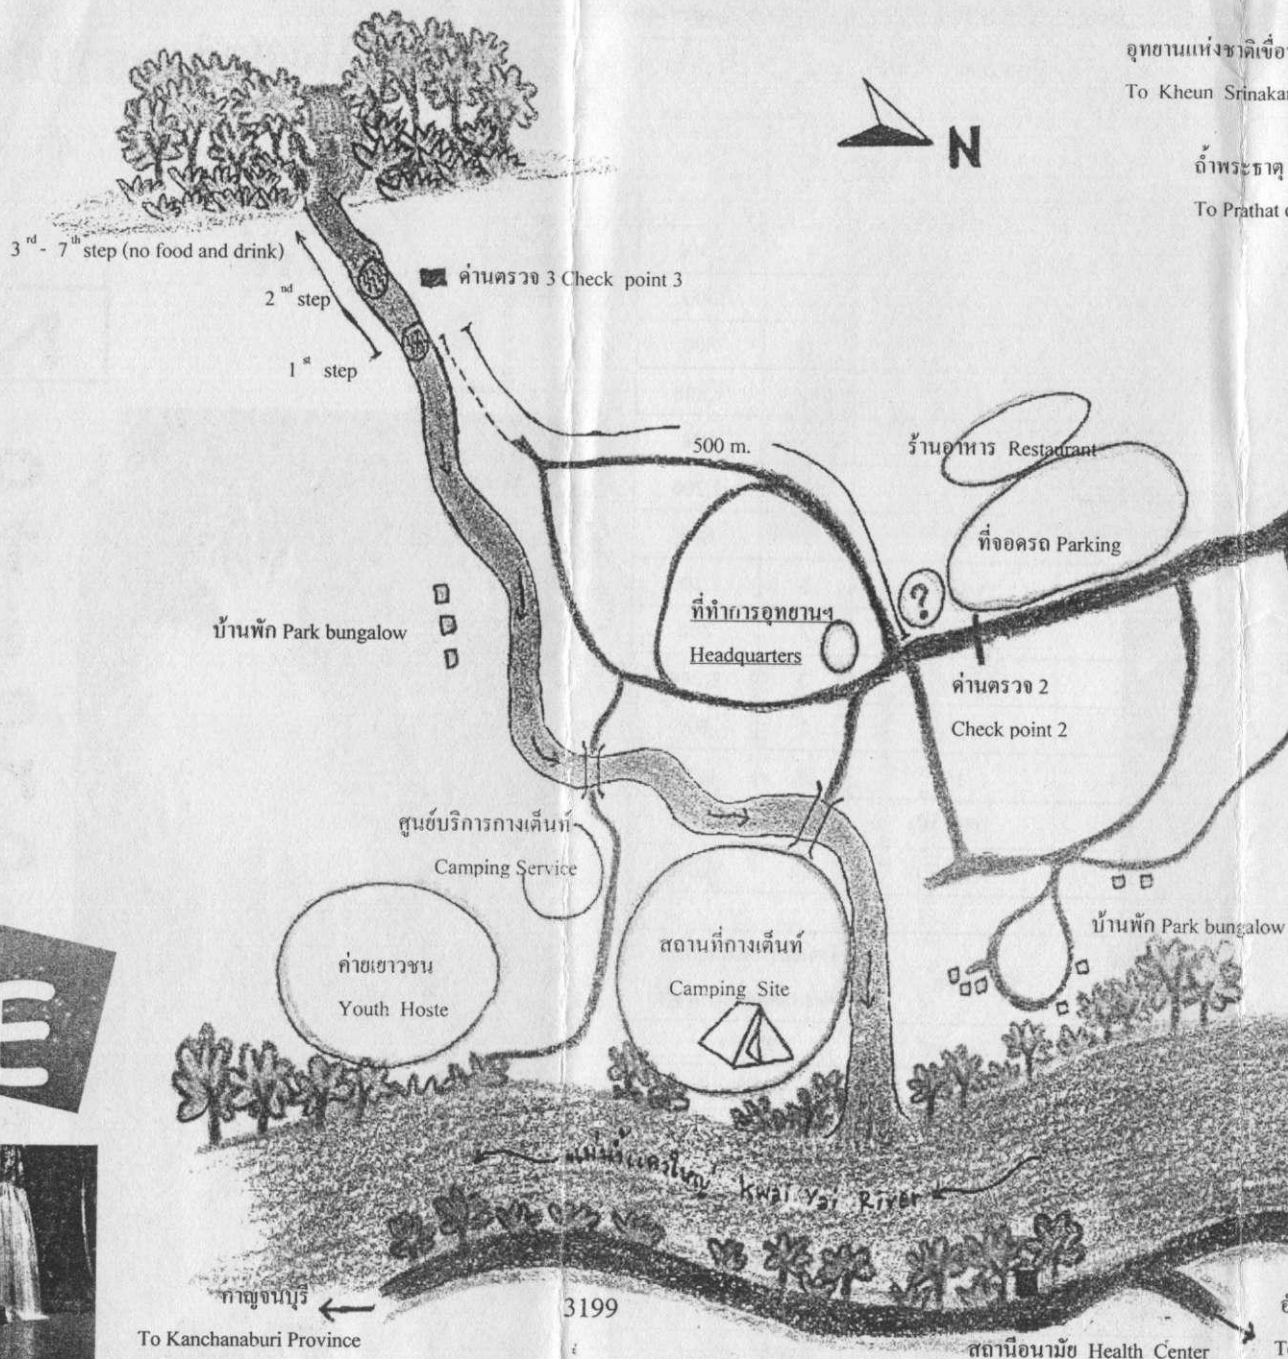 อุทยานแห่งชาติเขื่อ
To Kheun Srinaka
N
ถ้ำพระธาตุ
To Prathat
3 rd - 7 th step (no food and drink)
2 nd step
1 st step
ด่านตรวจ 3 Check point 3
500 m.
ร้านอาหาร Restaurant
ที่จอดรถ Parking
?
ที่ทำการอุทยานฯ
Headquarters
ด่านตรวจ 2
Check point 2
บ้านพัก Park bungalow
ศูนย์บริการกางเต็นท์
Camping Service
ค่ายเยาวชน
Youth Hoste
สถานที่กางเต็นท์
Camping Site
บ้านพัก Park bungalow
E
แม่น้ำแควใหญ่ Kwai Yai River
กาญจนบุรี
To Kanchanaburi Province
3199
สถานีอนามัย Health Center
T